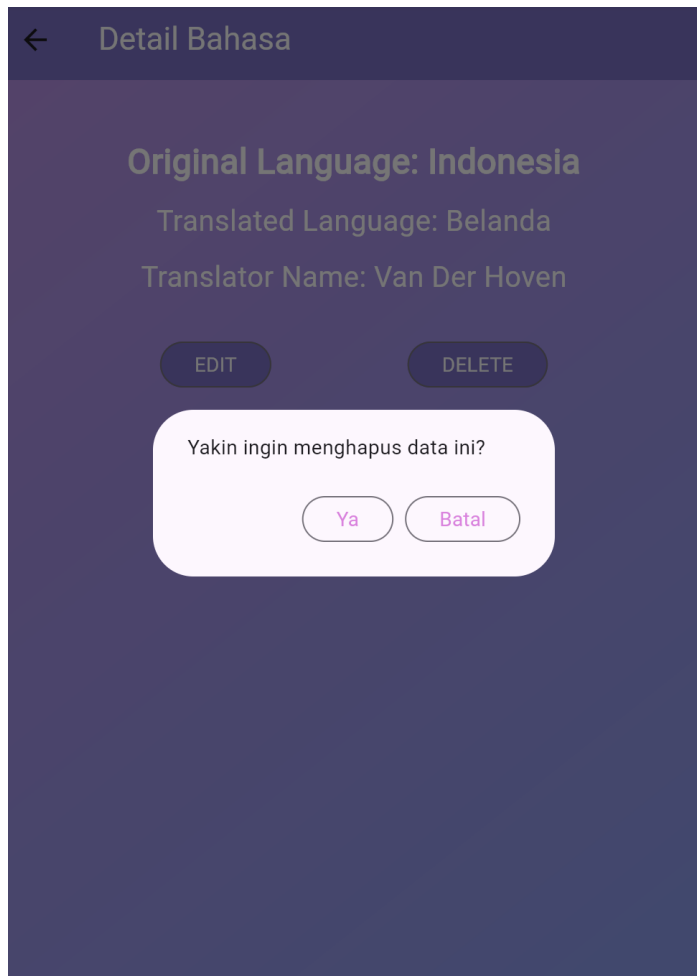 Detail Bahasa
Original Language: Indonesia
Translated Language: Belanda
Translator Name: Van Der Hoven
EDIT DELETE
Yakin ingin menghapus data ini?
Ya Batal